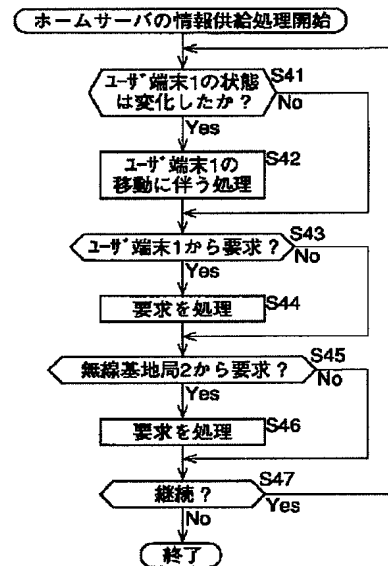 ホームサーバの情報供給処理開始
S41
ユーザ端末1の状態
は変化したか？
No
Yes
S42
ユーザ端末1の
移動に伴う処理
S43
ユーザ端末1から要求？
No
Yes
S44
要求を処理
S45
無線基地局2から要求？
No
Yes
S46
要求を処理
S47
継続？
Yes
No
終了